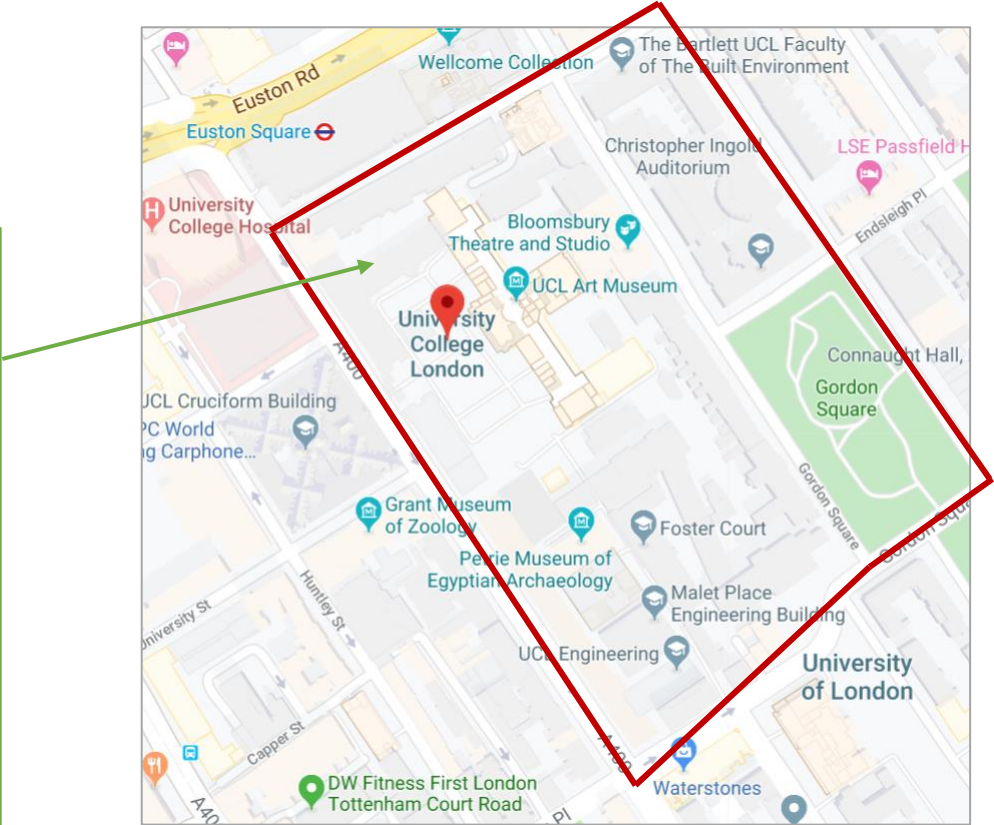 The Bartlett UCL Faculty
of The Built Environment
Wellcome Collection
Euston Rd
Euston Square
Christopher Ingold
Auditorium
LSE Passfield H
University
College Hospital
Endsleigh Pl
Bloomsbury
Theatre and Studio
UCL Art Museum
University
College
London
A400
Connaught Hall,
Gordon
Square
UCL Cruiform Building
PC World
ng Carphone...
Grant Museum
of Zoology
Gordon Square
Gordon Squa
Foster Court
Petrie Museum of
Egyptian Archaeology
Huntley St
Malet Place
Engineering Building
University St
UCL Engineering
University
of London
Capper St
A400
Waterstones
DW Fitness First London
Tottenham Court Road
A40
Pl